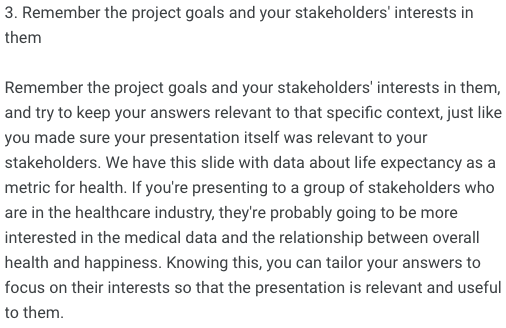 3. Remember the project goals and your stakeholders' interests in
them
Remember the project goals and your stakeholders' interests in them,
and try to keep your answers relevant to that specific context, just like
you made sure your presentation itself was relevant to your
stakeholders. We have this slide with data about life expectancy as a
metric for health. If you're presenting to a group of stakeholders who
are in the healthcare industry, they're probably going to be more
interested in the medical data and the relationship between overall
health and happiness. Knowing this, you can tailor your answers to
focus on their interests so that the presentation is relevant and useful
to them.